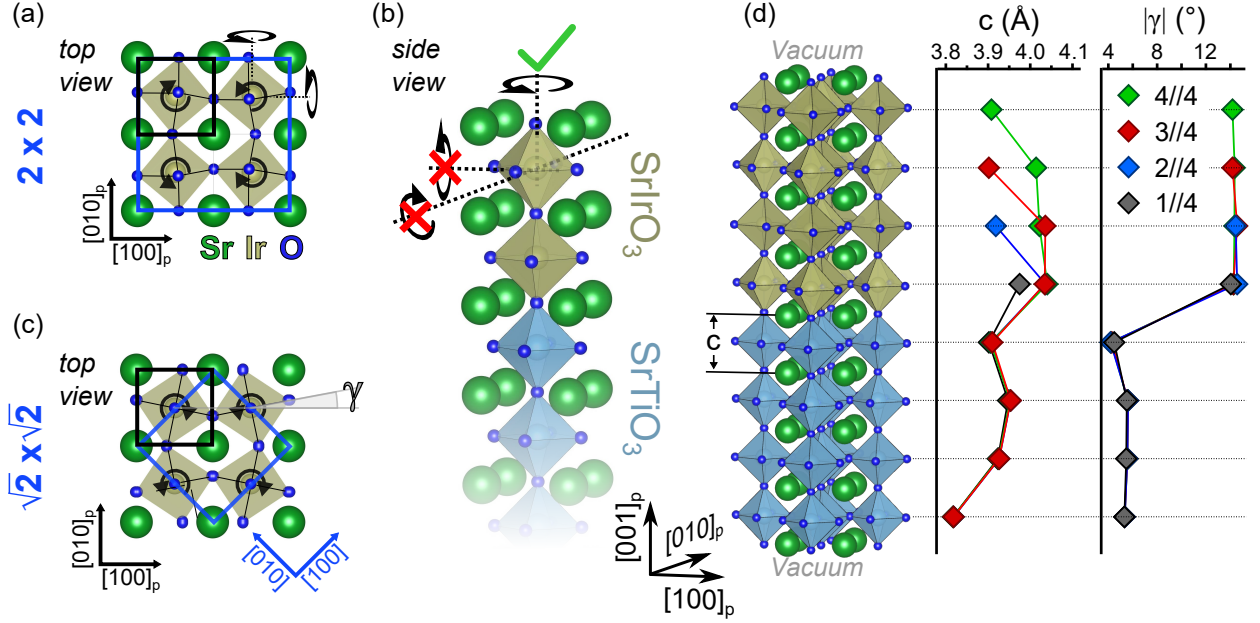 (a)
top
view
2 x 2
[010]ₚ
[100]ₚ
Sr Ir O
(b)
side
view
SrIrO₃
SrTiO₃
(c)
top
view
γ
√2 x √2
[010]ₚ
[100]ₚ
[010]
[100]
[001]ₚ
[010]ₚ
[100]ₚ
(d)
Vacuum
c
Vacuum
c (Å)
3.8 3.9 4.0 4.1
|γ| (°)
4 8 12
4//4
3//4
2//4
1//4